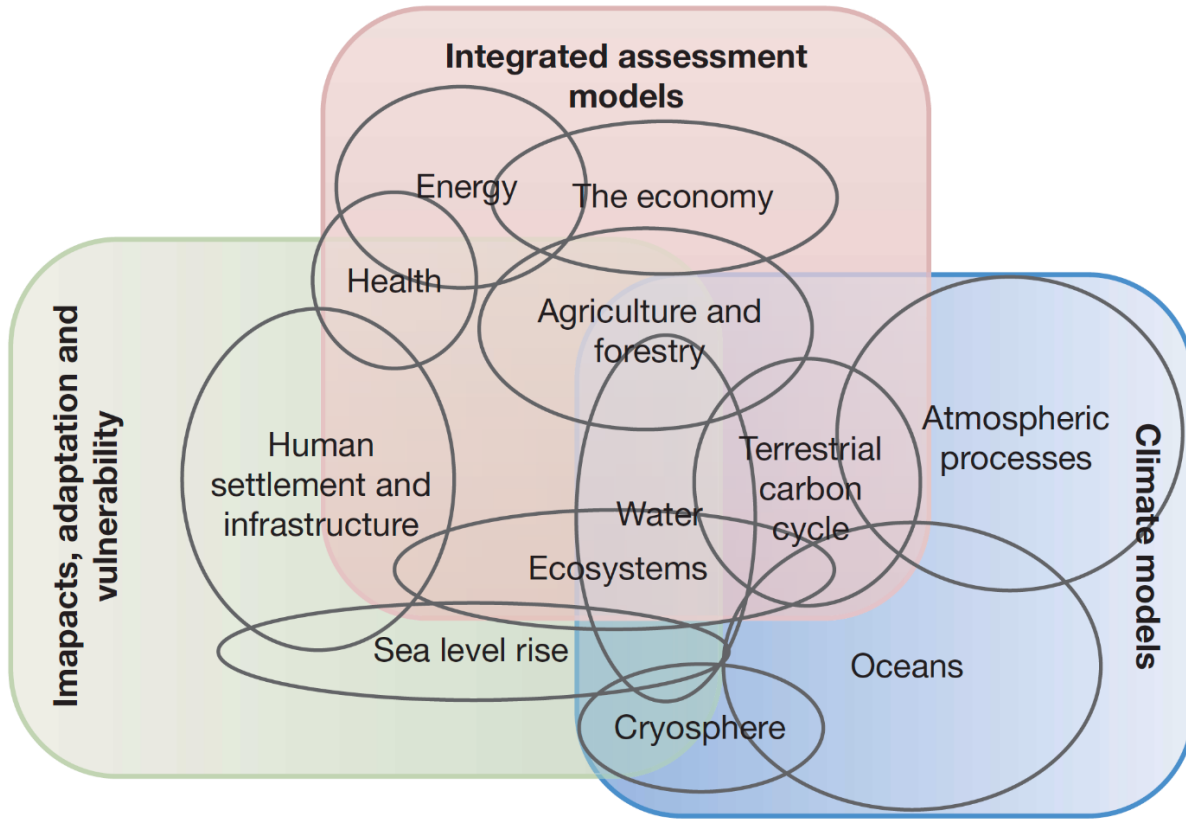 Integrated assessment
models
Energy
The economy
Health
Agriculture and
forestry
Imapacts, adaptation and
vulnerability
Human
settlement and
infrastructure
Atmospheric
processes
Terrestrial
carbon
cycle
Climate models
Water
Ecosystems
Sea level rise
Oceans
Cryosphere